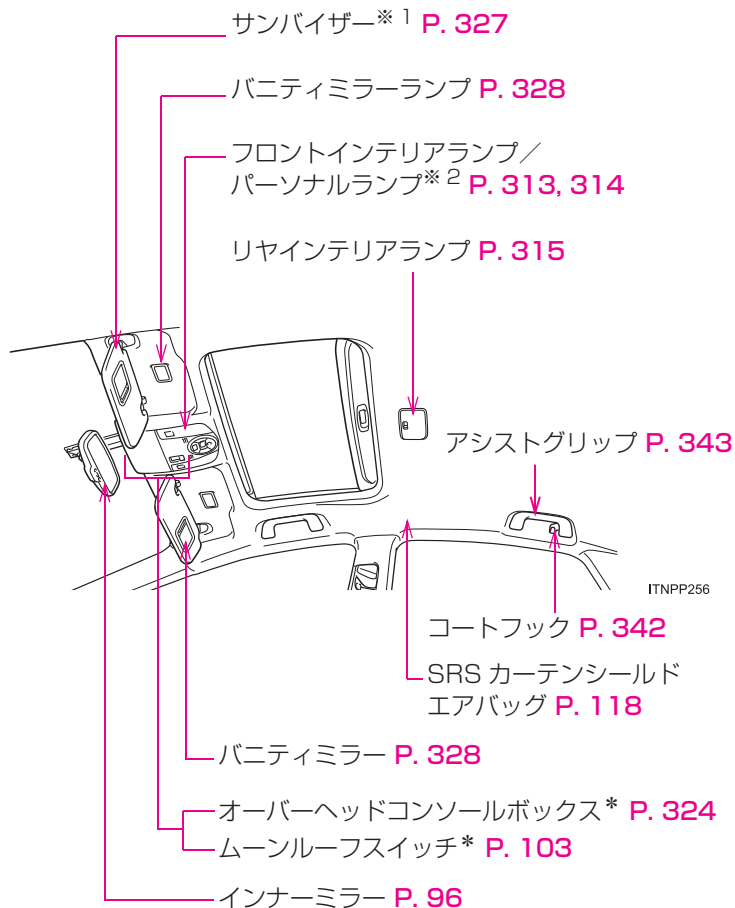 サンバイザー※1 P. 327
バニティミラーランプ P. 328
フロントインテリアランプ／
パーソナルランプ※2 P. 313, 314
リヤインテリアランプ P. 315
アシストグリップ P. 343
ITNPP256
コートフック P. 342
SRS カーテンシールド
エアバッグ P. 118
バニティミラー P. 328
オーバーヘッドコンソールボックス* P. 324
ムーンルーフスイッチ* P. 103
インナーミラー P. 96